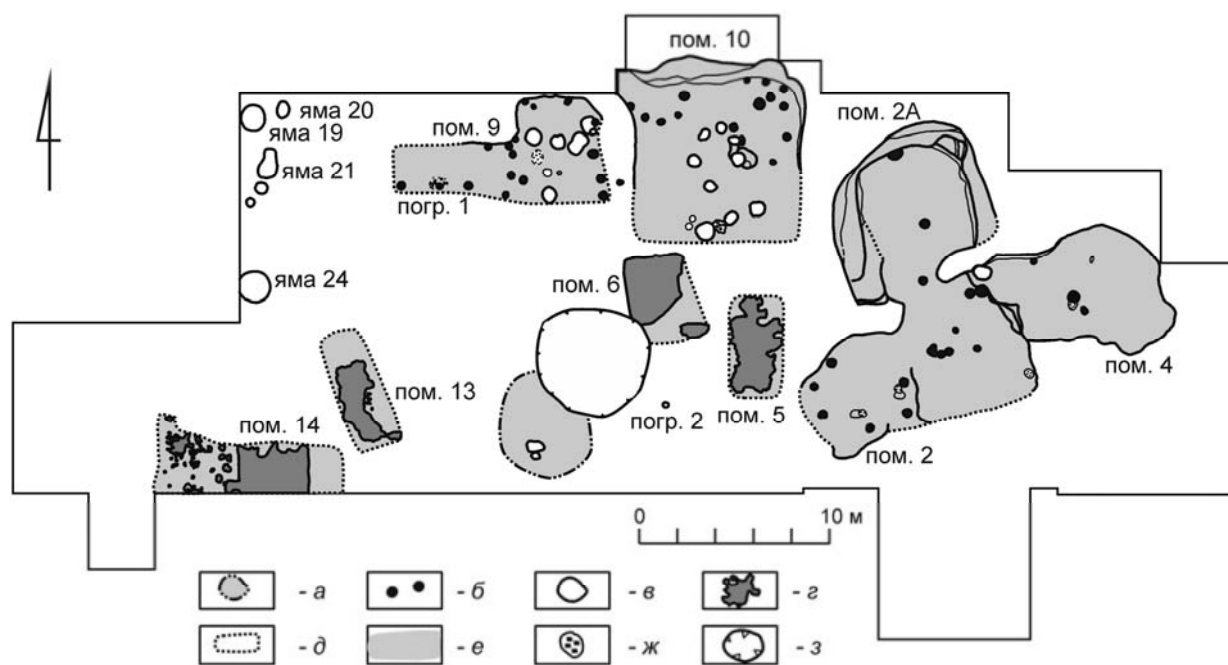 пом. 10
яма 20
яма 19
пом. 9
пом. 2А
яма 21
погр. 1
яма 24
пом. 6
пом. 4
пом. 13
погр. 2
пом. 5
пом. 14
пом. 2
0 10 м
- а - б - в - г
- д - е - ж - з